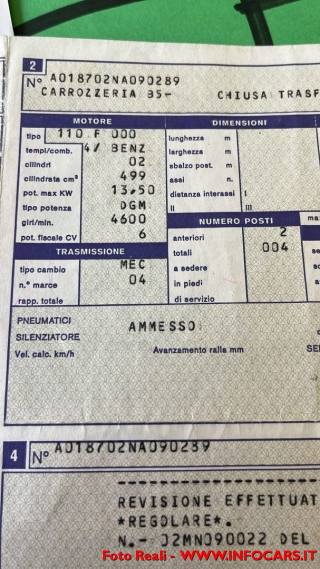 2
N° A018702NA090289
CARROZZERIA 35- CHIUSA TRASF
MOTORE
tipo 110 F 000
tempi/comb. 4/ BENZ
cilindri 02
cilindrata cm³ 499
pot. max KW 13,50
tipo potenza DGM
giri/min. 4600
pot. fiscale CV 6
TRASMISSIONE
tipo cambio MEC
n.° marce 04
rapp. totale
DIMENSIONI
lunghezza m
larghezza m
sbalzo post. m
assi n.
distanza interassi I
II III
NUMERO POSTI
anteriori 2
totali 004
a sedere
in piedi
di servizio
PNEUMATICI
AMMESSO
SILENZIATORE
Vel. calc. km/h Avanzamento ralla mm
4
N° A018702NA090239
REVISIONE EFFETTUAT
*REGOLARE*.
N.- 02MN090022 DEL
Foto Reali - WWW.INFOCARS.IT